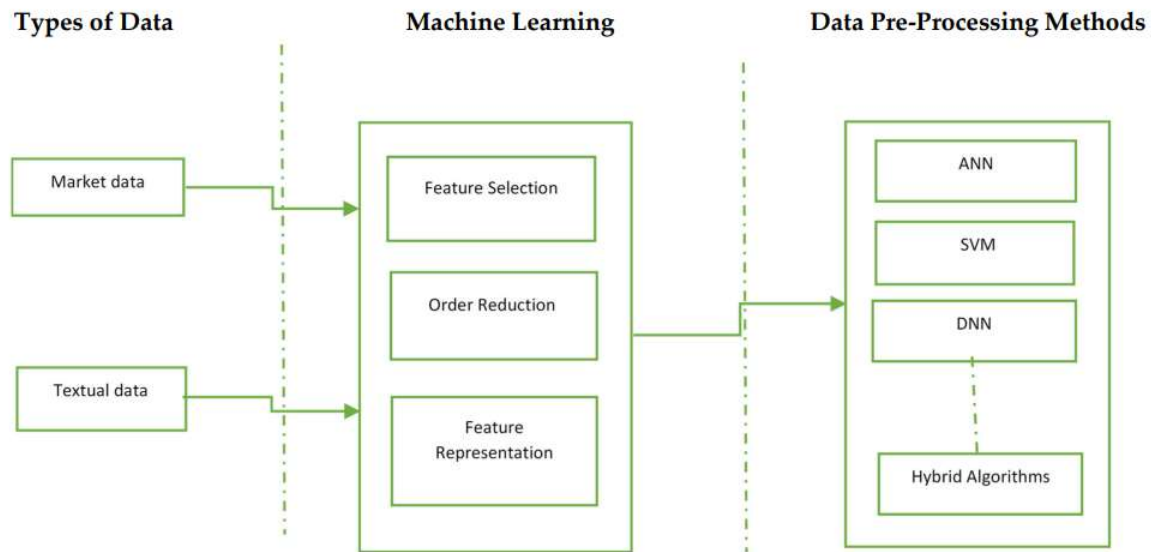 Types of Data
Machine Learning
Data Pre-Processing Methods
Market data
Textual data
Feature Selection
Order Reduction
Feature
Representation
ANN
SVM
DNN
Hybrid Algorithms